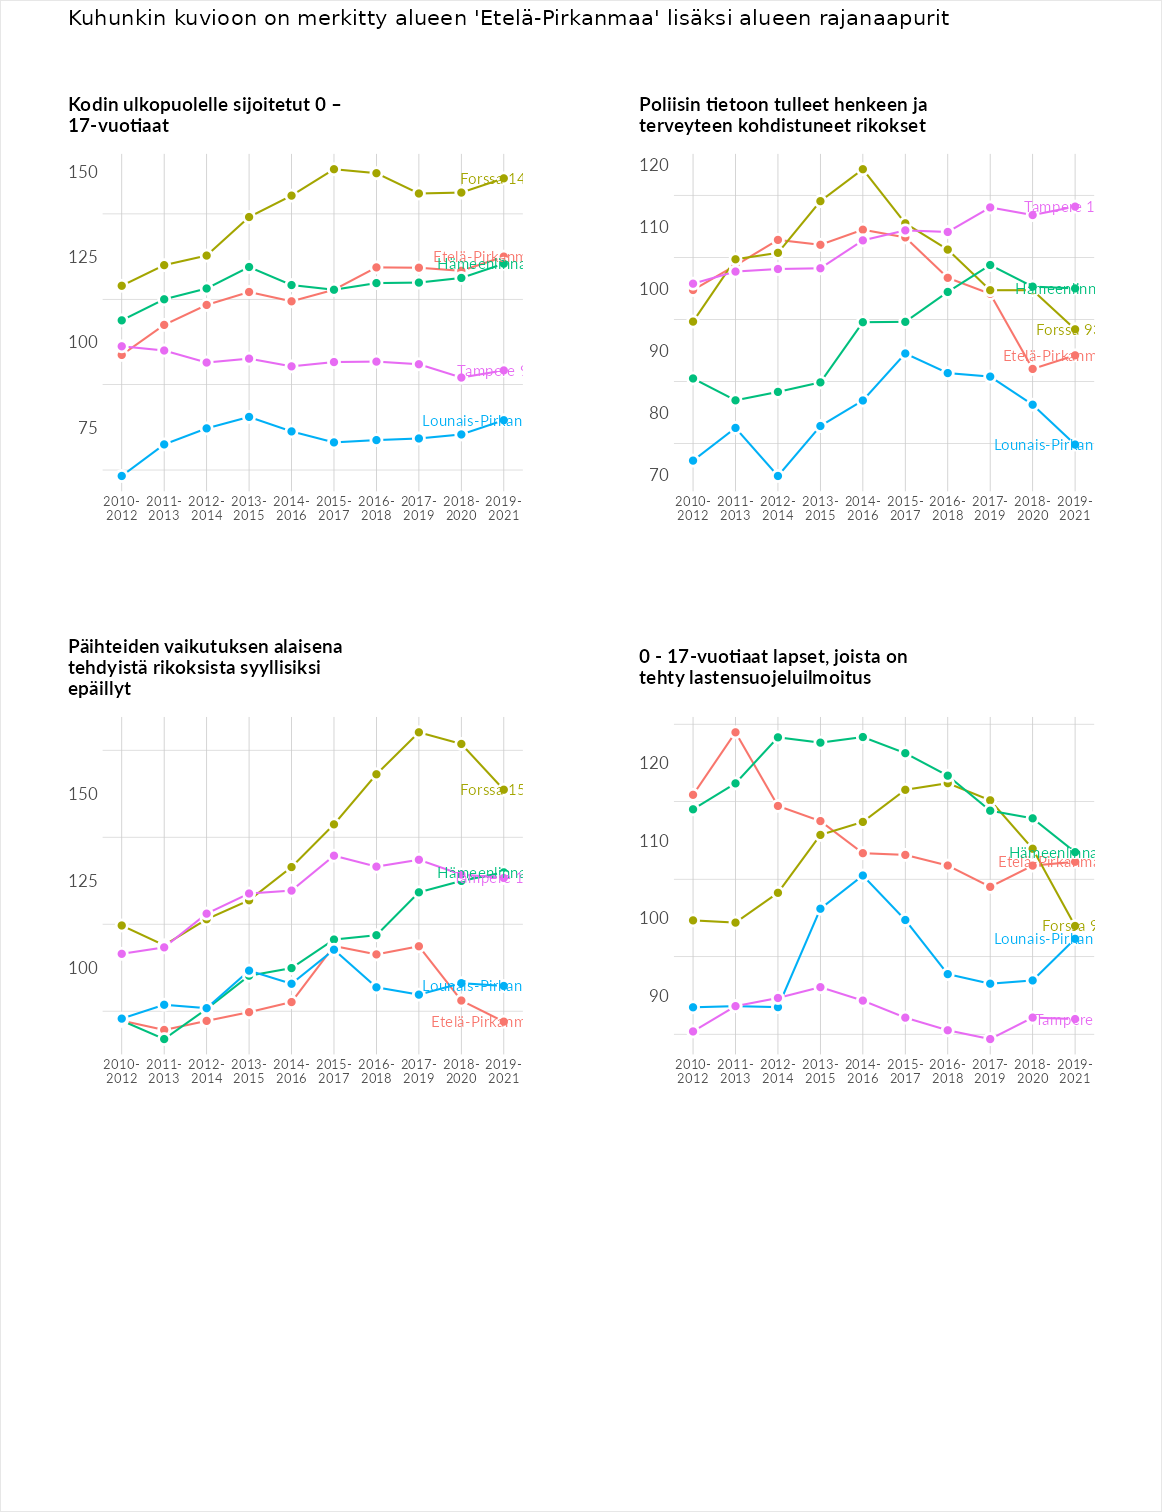 Kuhunkin kuvioon on merkitty alueen 'Etelä-Pirkanmaa' lisäksi alueen rajanaapurit
Kodin ulkopuolelle sijoitetut 0 –
17-vuotiaat
150
125
100
75
Forssa 14
Etelä-Pirkanm
Hämeenlinna
Tampere 9
Lounais-Pirkan
2010- 2011- 2012- 2013- 2014- 2015- 2016- 2017- 2018- 2019-
2012 2013 2014 2015 2016 2017 2018 2019 2020 2021
Poliisin tietoon tulleet henkeen ja
terveyteen kohdistuneet rikokset
120
110
100
90
80
70
Tampere 1
Hämeenlinn
Forssa 93
Etelä-Pirkanm
Lounais-Pirkan
2010- 2011- 2012- 2013- 2014- 2015- 2016- 2017- 2018- 2019-
2012 2013 2014 2015 2016 2017 2018 2019 2020 2021
Päihteiden vaikutuksen alaisena
tehdyistä rikoksista syyllisiksi
epäillyt
150
125
100
Forssa 15
Hämeenlinna
Tampere 1
Lounais-Pirkan
Etelä-Pirkanm
2010- 2011- 2012- 2013- 2014- 2015- 2016- 2017- 2018- 2019-
2012 2013 2014 2015 2016 2017 2018 2019 2020 2021
0 - 17-vuotiaat lapset, joista on
tehty lastensuojeluilmoitus
120
110
100
90
Hämeenlinna
Etelä-Pirkanma
Forssa 9
Lounais-Pirkan
Tampere
2010- 2011- 2012- 2013- 2014- 2015- 2016- 2017- 2018- 2019-
2012 2013 2014 2015 2016 2017 2018 2019 2020 2021